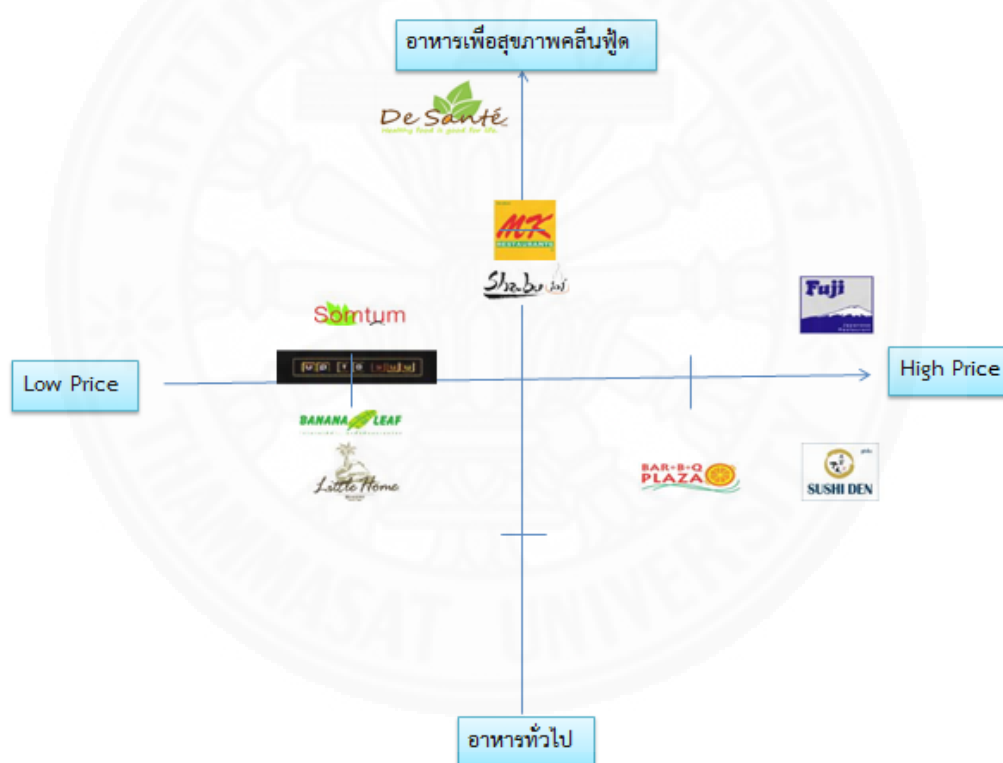 อาหารเพื่อสุขภาพคลีนฟู้ด
De Santé
Healthy food is good for life.
MK
RESTAURANTS
Shabushi
Fuji
Somtum
Low Price
High Price
BANANA LEAF
Little Home
BAR-B-Q
PLAZA
SUSHI DEN
อาหารทั่วไป
THAMMASAT UNIVERSITY